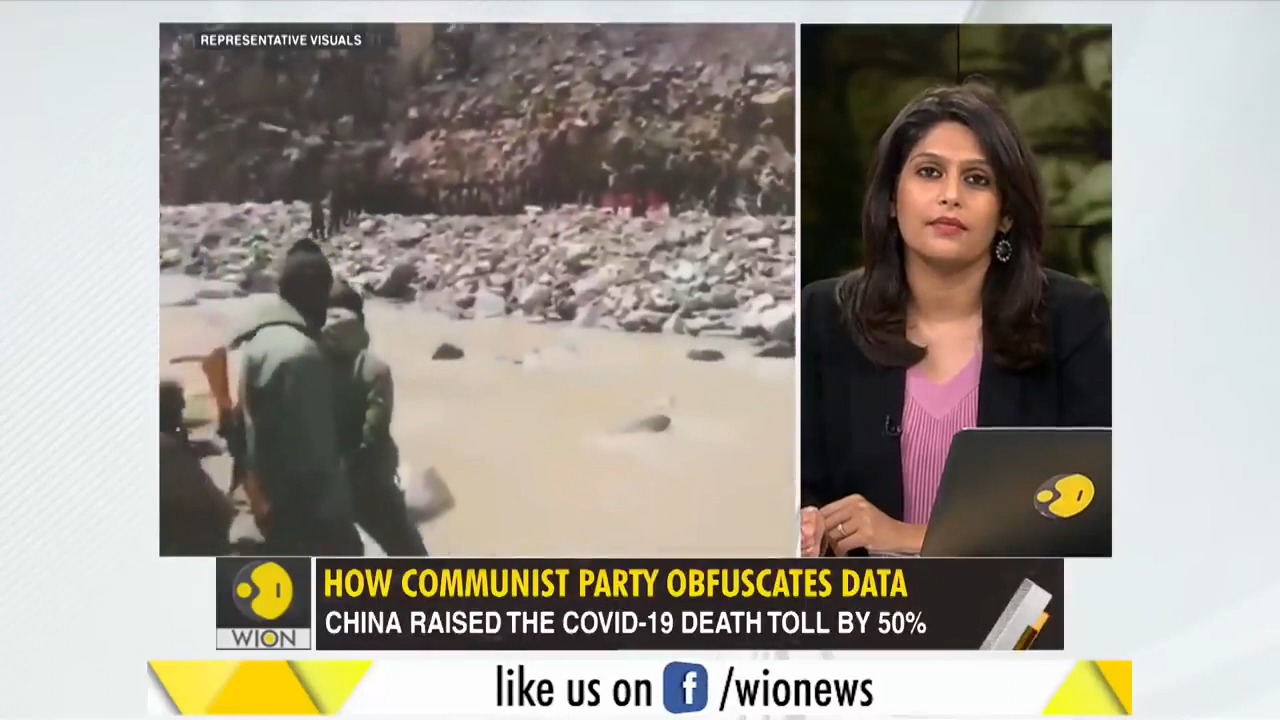 REPRESENTATIVE VISUALS
HOW COMMUNIST PARTY OBFUSCATES DATA
CHINA RAISED THE COVID-19 DEATH TOLL BY 50%
WION
like us on f /wionews